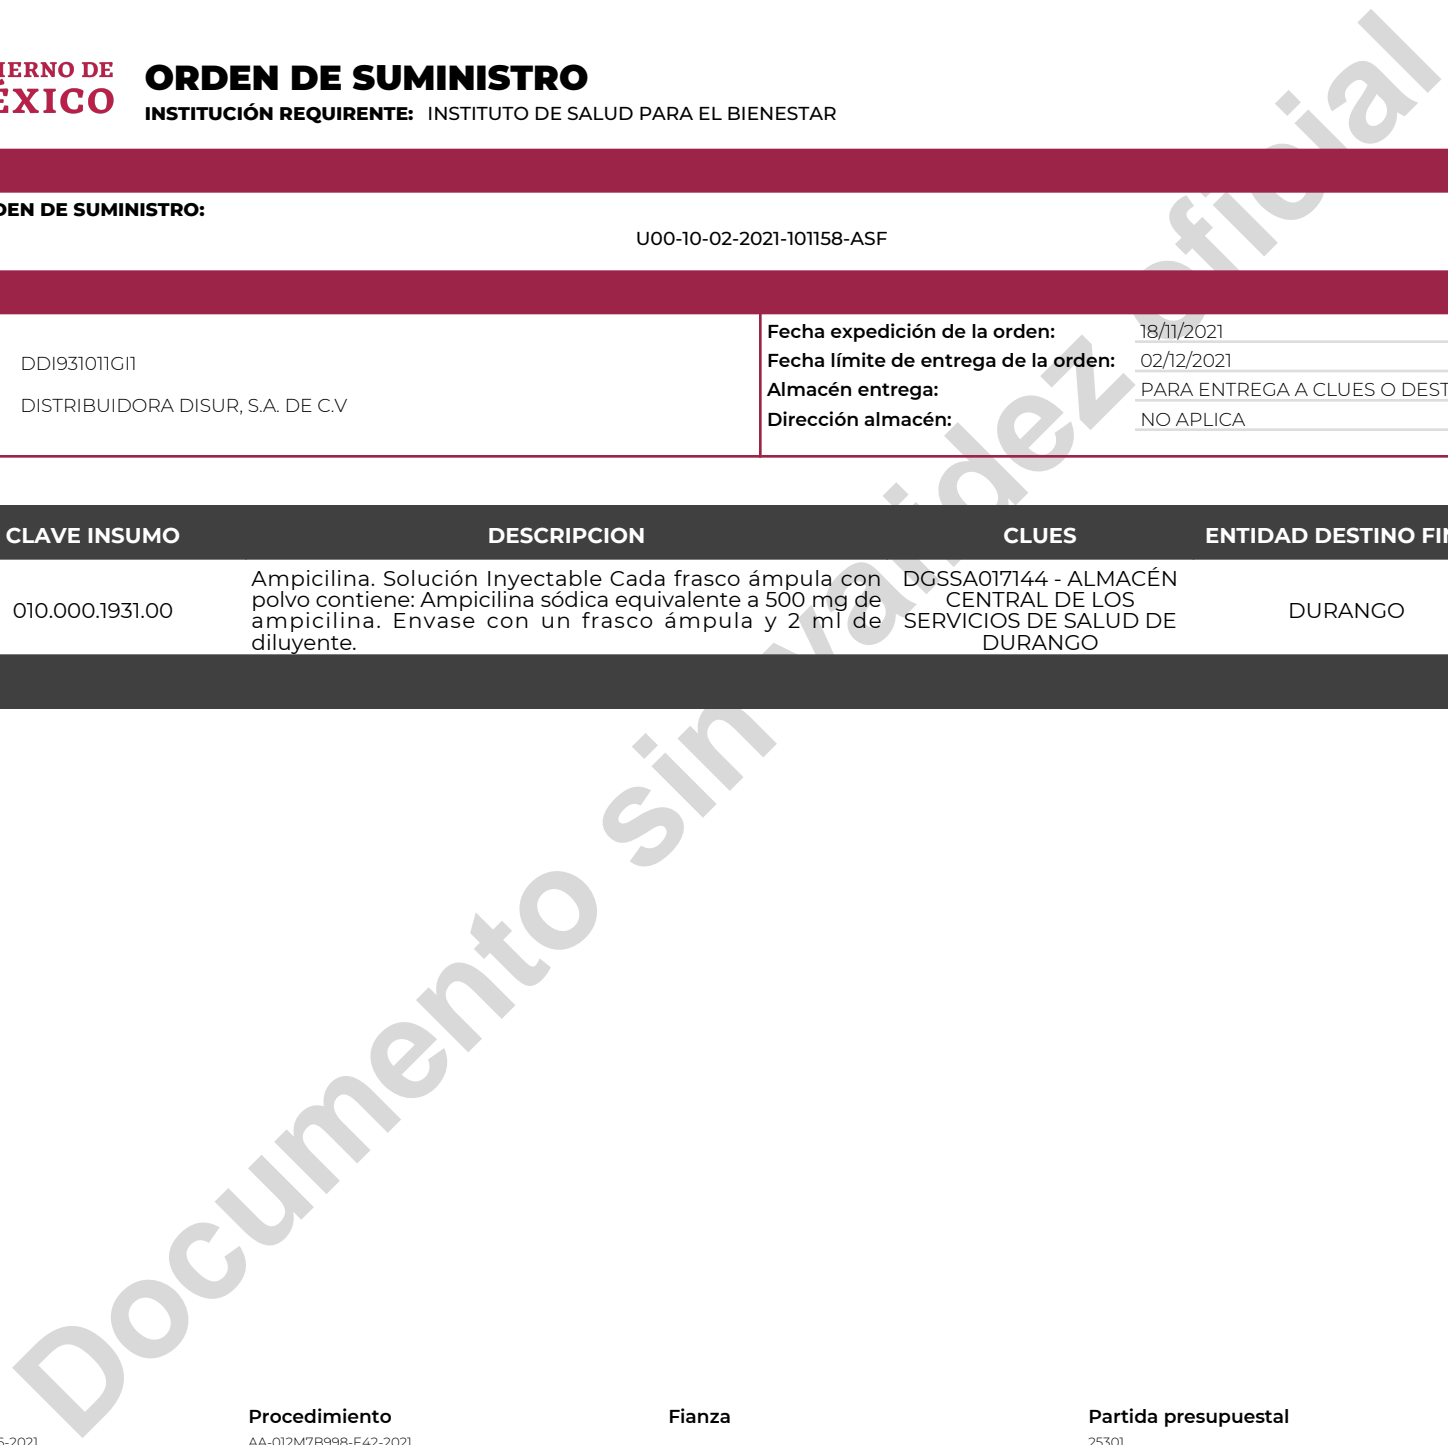 ORDEN DE SUMINISTRO
INSTITUCIÓN REQUIRENTE: INSTITUTO DE SALUD PARA EL BIENESTAR
DE
ÉXICO
DE SUMINISTRO:
U00-10-02-2021-101158-ASF
DDI931011GI1
DISTRIBUIDORA DISUR, S.A. DE C.V
Fecha expedición de la orden: 18/11/2021
Fecha límite de entrega de la orden: 02/12/2021
Almacén entrega: PARA ENTREGA A CLUES O DEST
Dirección almacén: NO APLICA
CLAVE INSUMO DESCRIPCION CLUES ENTIDAD DESTINO FIN
010.000.1931.00
Ampicilina. Solución Inyectable Cada frasco ámpula con
polvo contiene: Ampicilina sódica equivalente a 500 mg de
ampicilina. Envase con un frasco ámpula y 2 ml de
diluyente.
DGSSA017144 - ALMACÉN
CENTRAL DE LOS
SERVICIOS DE SALUD DE
DURANGO
DURANGO
Documento sin validez oficial
Procedimiento Fianza Partida presupuestal
-2021 AA-012M7B998-E42-2021 25301